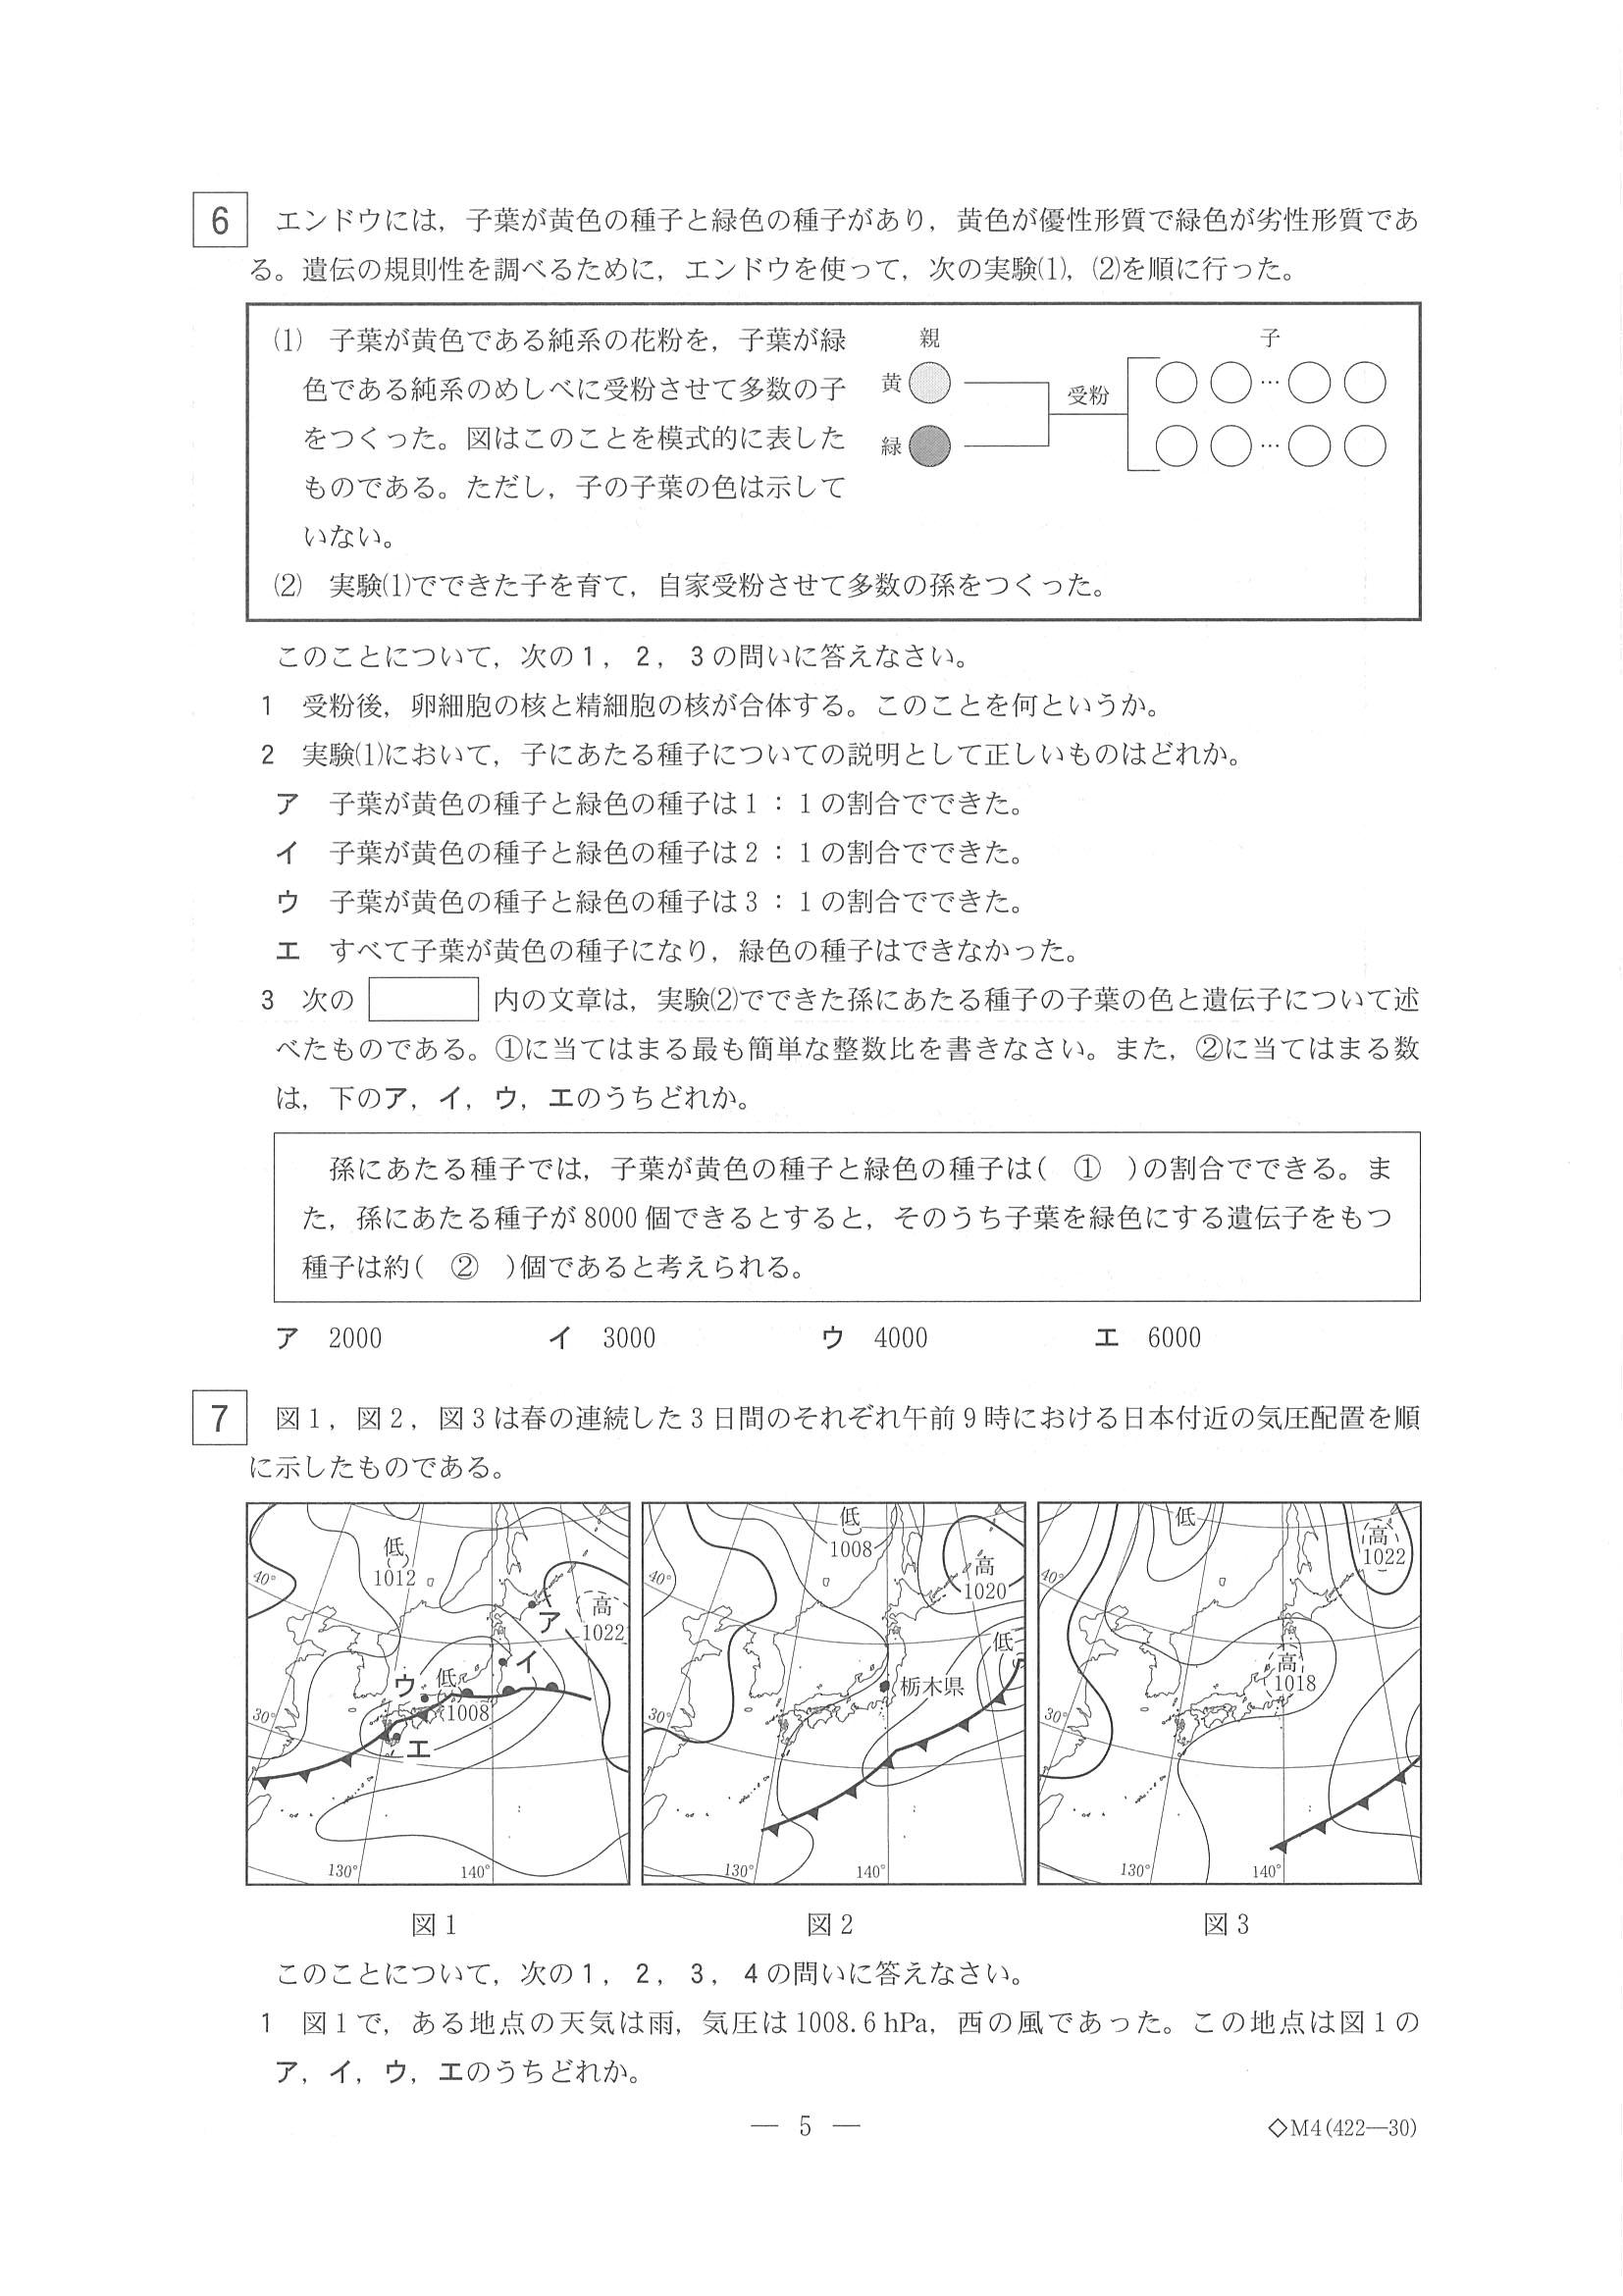 6 エンドウには，子葉が黄色の種子と緑色の種子があり，黄色が優性形質で緑色が劣性形質であ
る。遺伝の規則性を調べるために，エンドウを使って，次の実験⑴，⑵を順に行った。
⑴ 子葉が黄色である純系の花粉を，子葉が緑
色である純系のめしべに受粉させて多数の子
をつくった。図はこのことを模式的に表した
ものである。ただし，子の子葉の色は示して
いない。
親 子
黄 … 
受粉
緑 …
⑵ 実験⑴でできた子を育て，自家受粉させて多数の孫をつくった。
このことについて，次の1，2，3の問いに答えなさい。
1 受粉後，卵細胞の核と精細胞の核が合体する。このことを何というか。
2 実験⑴において，子にあたる種子についての説明として正しいものはどれか。
ア 子葉が黄色の種子と緑色の種子は1：1の割合でできた。
イ 子葉が黄色の種子と緑色の種子は2：1の割合でできた。
ウ 子葉が黄色の種子と緑色の種子は3：1の割合でできた。
エ すべて子葉が黄色の種子になり，緑色の種子はできなかった。
3 次の 内の文章は，実験⑵でできた孫にあたる種子の子葉の色と遺伝子について述
べたものである。①に当てはまる最も簡単な整数比を書きなさい。また，②に当てはまる数
は，下のア，イ，ウ，エのうちどれか。
孫にあたる種子では，子葉が黄色の種子と緑色の種子は( ① )の割合でできる。ま
た，孫にあたる種子が8000個できるとすると，そのうち子葉を緑色にする遺伝子をもつ
種子は約( ② )個であると考えられる。
ア 2000 イ 3000 ウ 4000 エ 6000
7 図1，図2，図3は春の連続した3日間のそれぞれ午前9時における日本付近の気圧配置を順
に示したものである。
低
1012
40°
ア
高
1022
イ
ウ
低
1008
30°
エ
130° 140°
図1
低
1008
高
1020
40°
低
栃木県
30°
130° 140°
図2
低
高
1022
40°
高
1018
30°
130° 140°
図3
このことについて，次の1，2，3，4の問いに答えなさい。
1 図1で，ある地点の天気は雨，気圧は1008.6 hPa，西の風であった。この地点は図1の
ア，イ，ウ，エのうちどれか。
― 5 ―
◇M4(422―30)